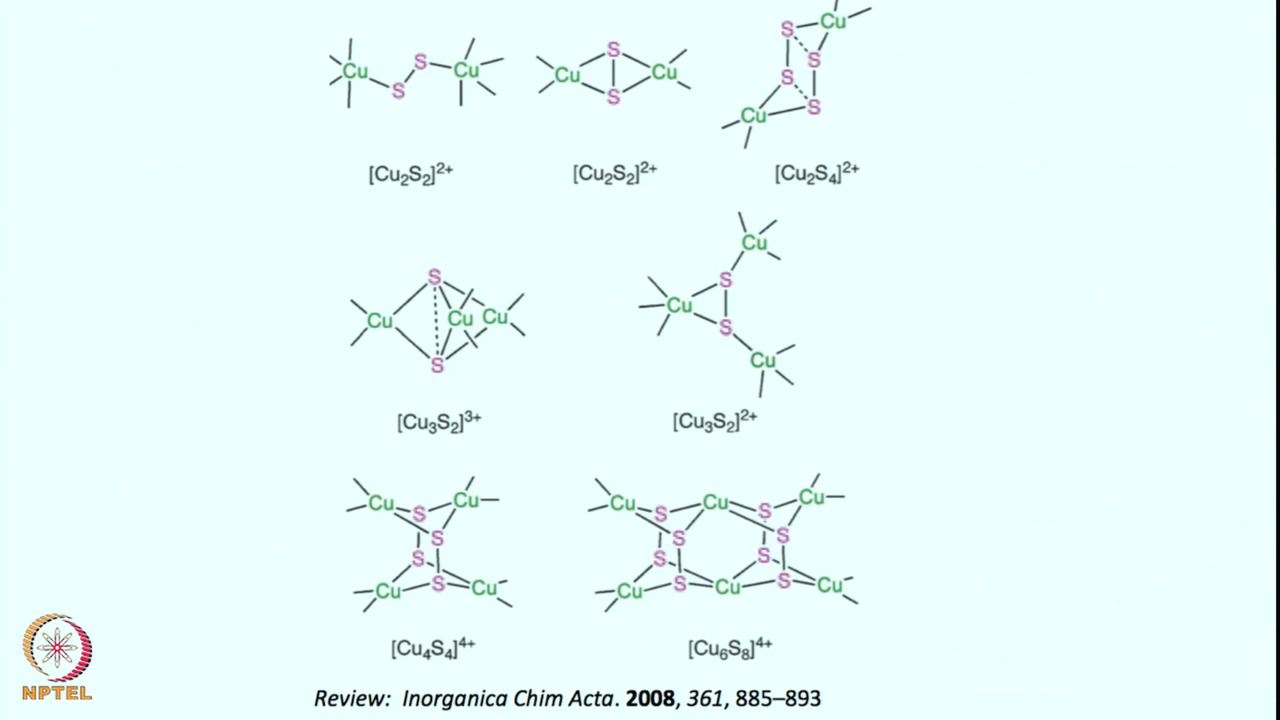 Cu S S Cu
Cu S S Cu
S Cu S S S Cu
[Cu₂S₂]²⁺ [Cu₂S₂]²⁺ [Cu₂S₄]²⁺
S Cu Cu Cu S
Cu S Cu S Cu
[Cu₃S₂]³⁺ [Cu₃S₂]²⁺
Cu S Cu S S Cu S Cu
Cu S Cu S Cu S S Cu S S S S Cu S Cu S Cu
[Cu₄S₄]⁴⁺ [Cu₆S₈]⁴⁺
NPTEL
Review: Inorganica Chim Acta. 2008, 361, 885–893